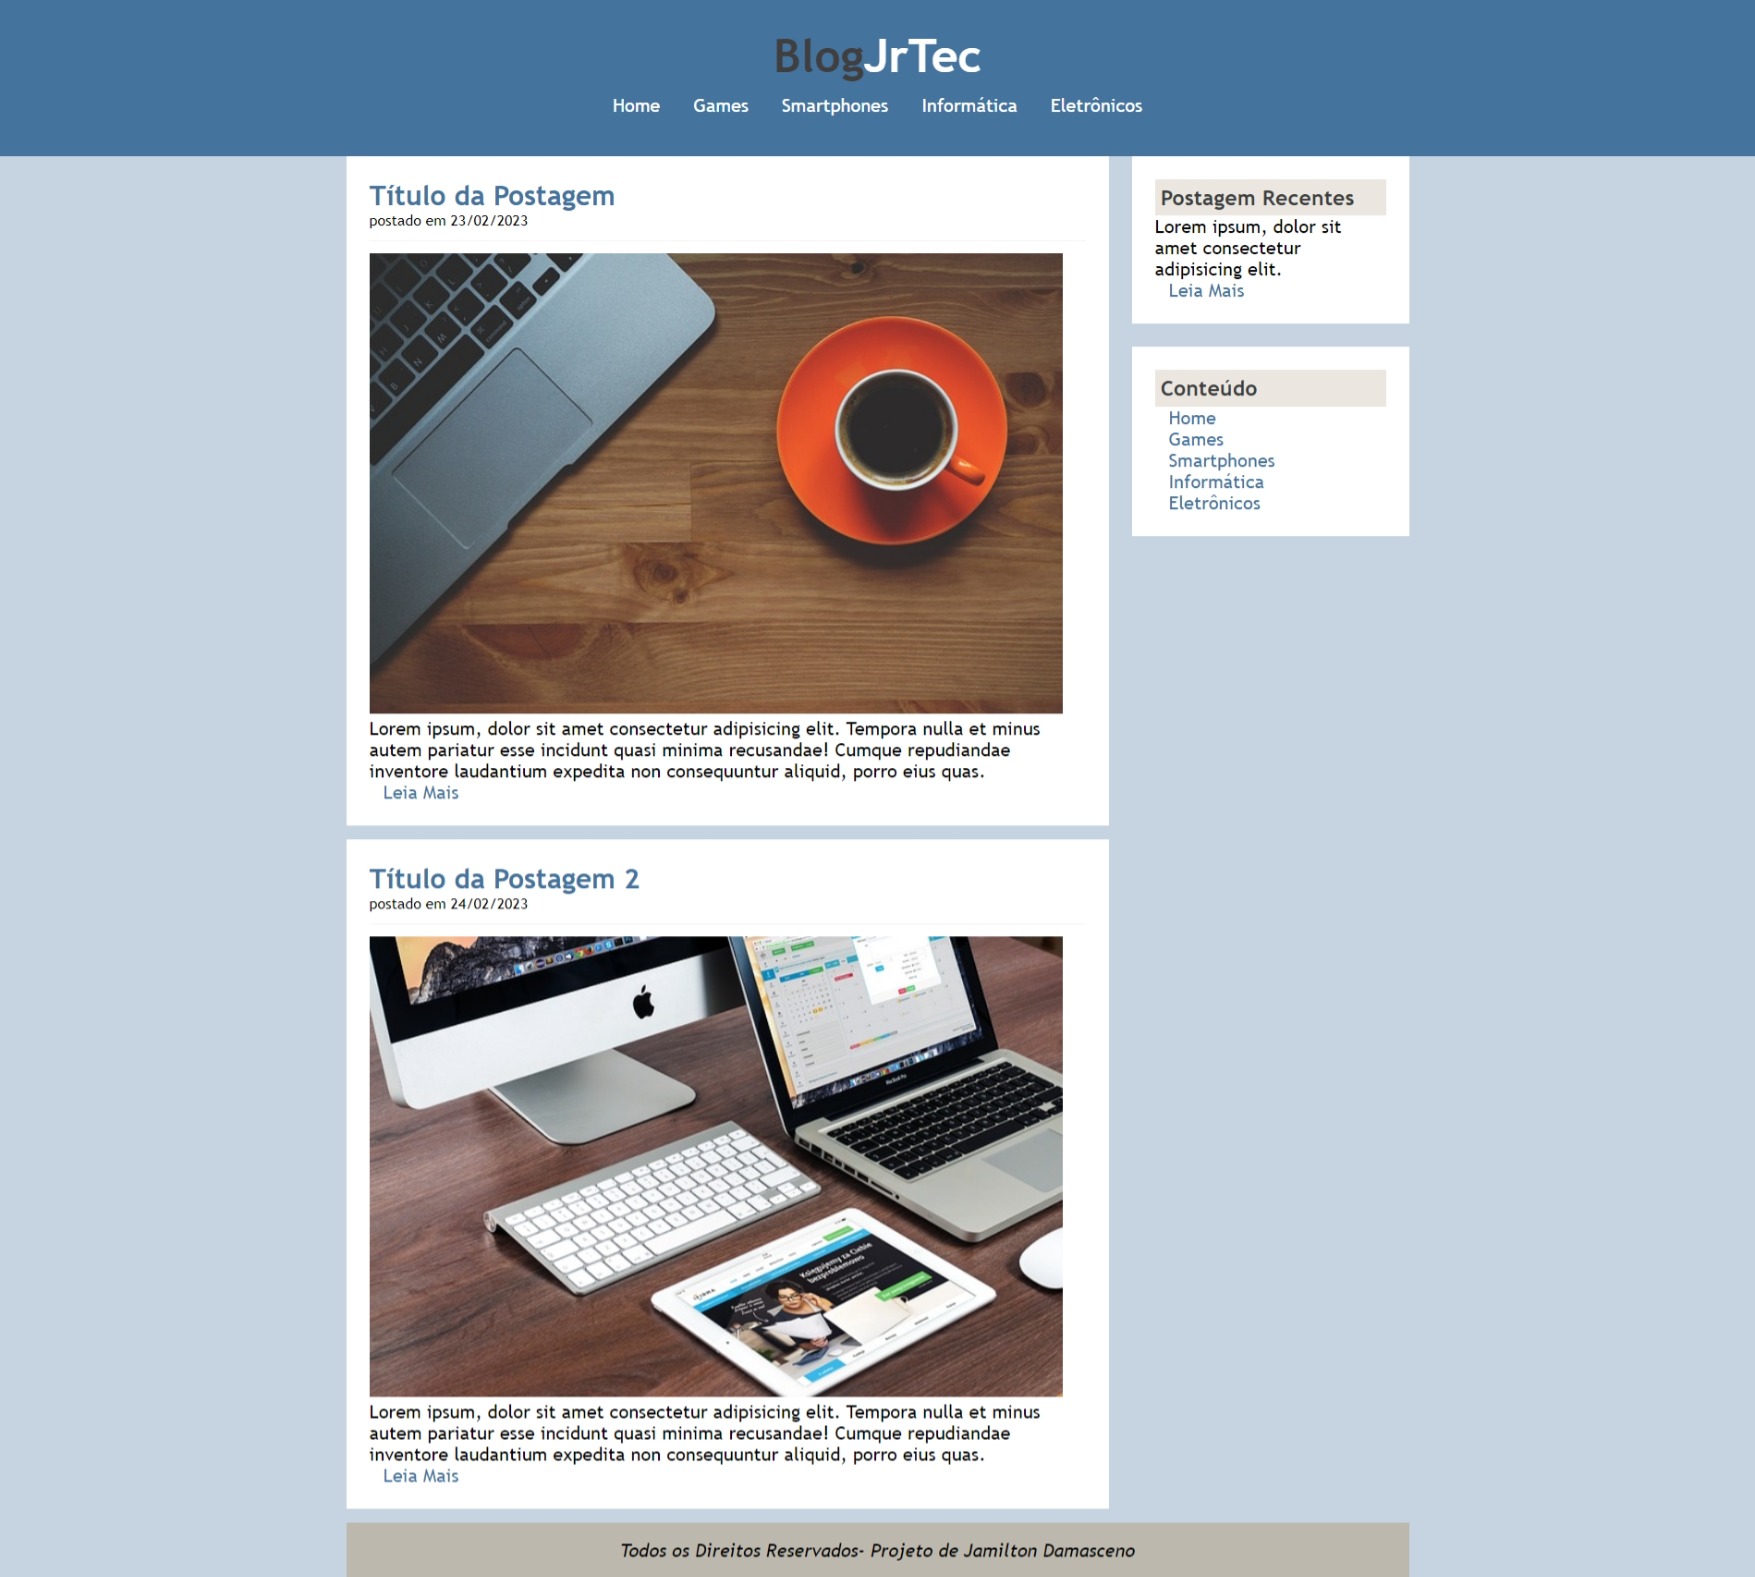 BlogJrTec
Home Games Smartphones Informática Eletrônicos
Título da Postagem
postado em 23/02/2023
Lorem ipsum, dolor sit amet consectetur adipisicing elit. Tempora nulla et minus
autem pariatur esse incidunt quasi minima recusandae! Cumque repudiandae
inventore laudantium expedita non consequuntur aliquid, porro eius quas.
Leia Mais
Título da Postagem 2
postado em 24/02/2023
Księgujemy za Ciebie
bezproblemowo
Lorem ipsum, dolor sit amet consectetur adipisicing elit. Tempora nulla et minus
autem pariatur esse incidunt quasi minima recusandae! Cumque repudiandae
inventore laudantium expedita non consequuntur aliquid, porro eius quas.
Leia Mais
Postagem Recentes
Lorem ipsum, dolor sit
amet consectetur
adipisicing elit.
Leia Mais
Conteúdo
Home
Games
Smartphones
Informática
Eletrônicos
Todos os Direitos Reservados- Projeto de Jamilton Damasceno